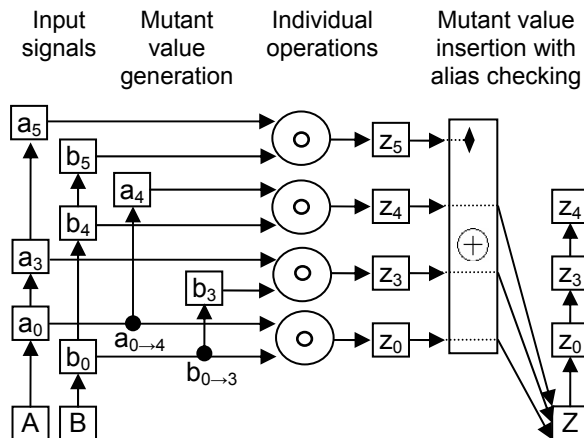 Input signals
Mutant value generation
Individual operations
Mutant value insertion with alias checking
a5
b5
z5
a4
z4
z4
b4
a3
z3
z3
b3
a0
a0→4
z0
z0
b0
b0→3
A
B
Z